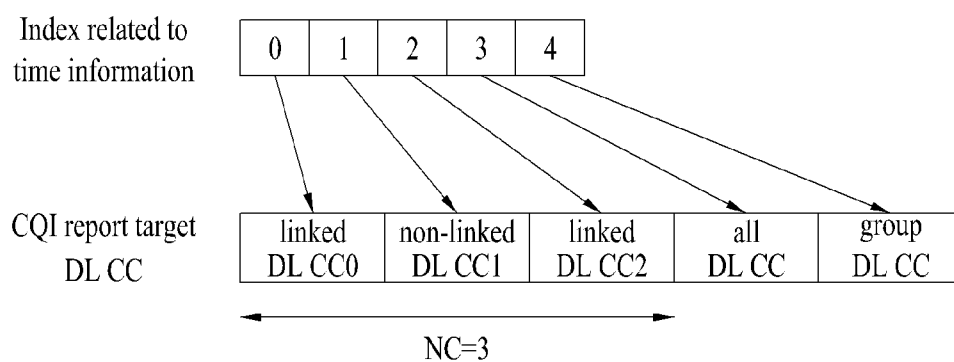 Index related to
time information
0 1 2 3 4
CQI report target
DL CC
linked
DL CC0
non-linked
DL CC1
linked
DL CC2
all
DL CC
group
DL CC
NC=3